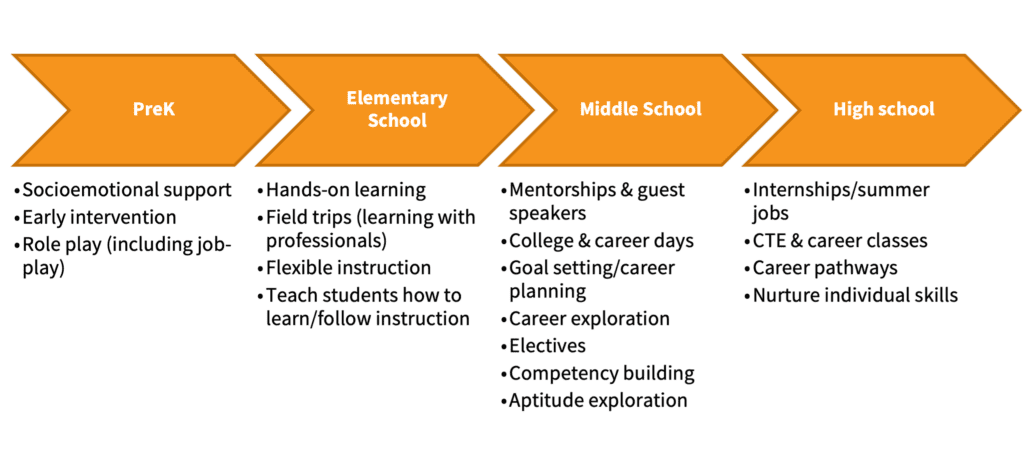 PreK
•Socioemotional support
•Early intervention
•Role play (including job-
play)
Elementary
School
•Hands-on learning
•Field trips (learning with
professionals)
•Flexible instruction
•Teach students how to
learn/follow instruction
Middle School
•Mentorships & guest
speakers
•College & career days
•Goal setting/career
planning
•Career exploration
•Electives
•Competency building
•Aptitude exploration
High school
•Internships/summer
jobs
•CTE & career classes
•Career pathways
•Nurture individual skills